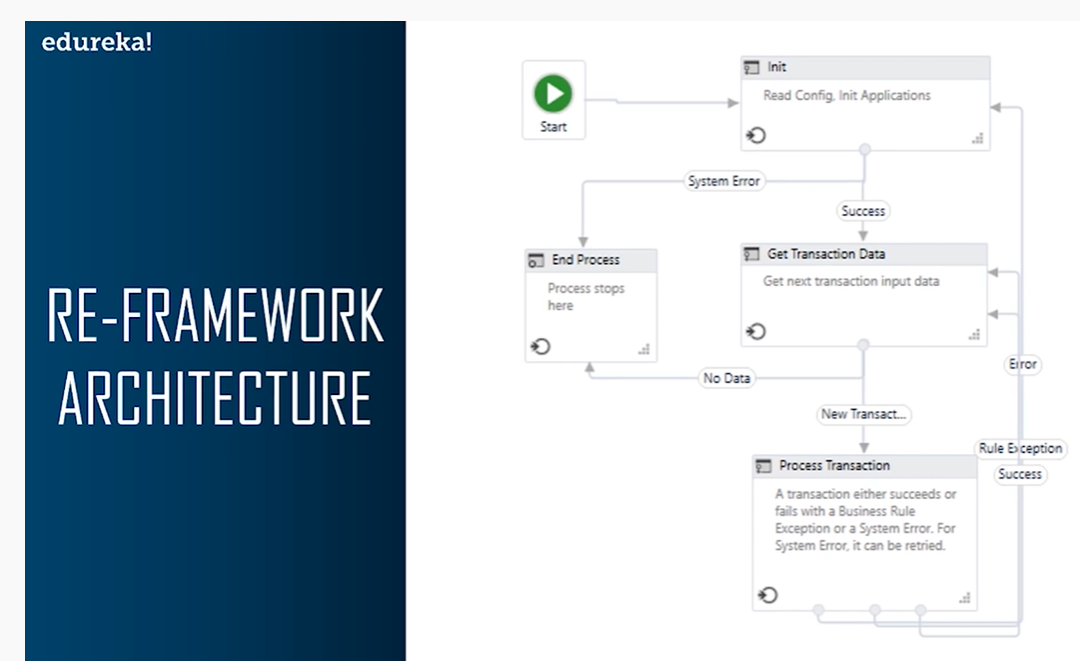 edureka!
RE-FRAMEWORK
ARCHITECTURE
Start
Init
Read Config, Init Applications
System Error
Success
End Process
Process stops
here
Get Transaction Data
Get next transaction input data
No Data
New Transact...
Error
Rule Exception
Success
Process Transaction
A transaction either succeeds or
fails with a Business Rule
Exception or a System Error. For
System Error, it can be retried.